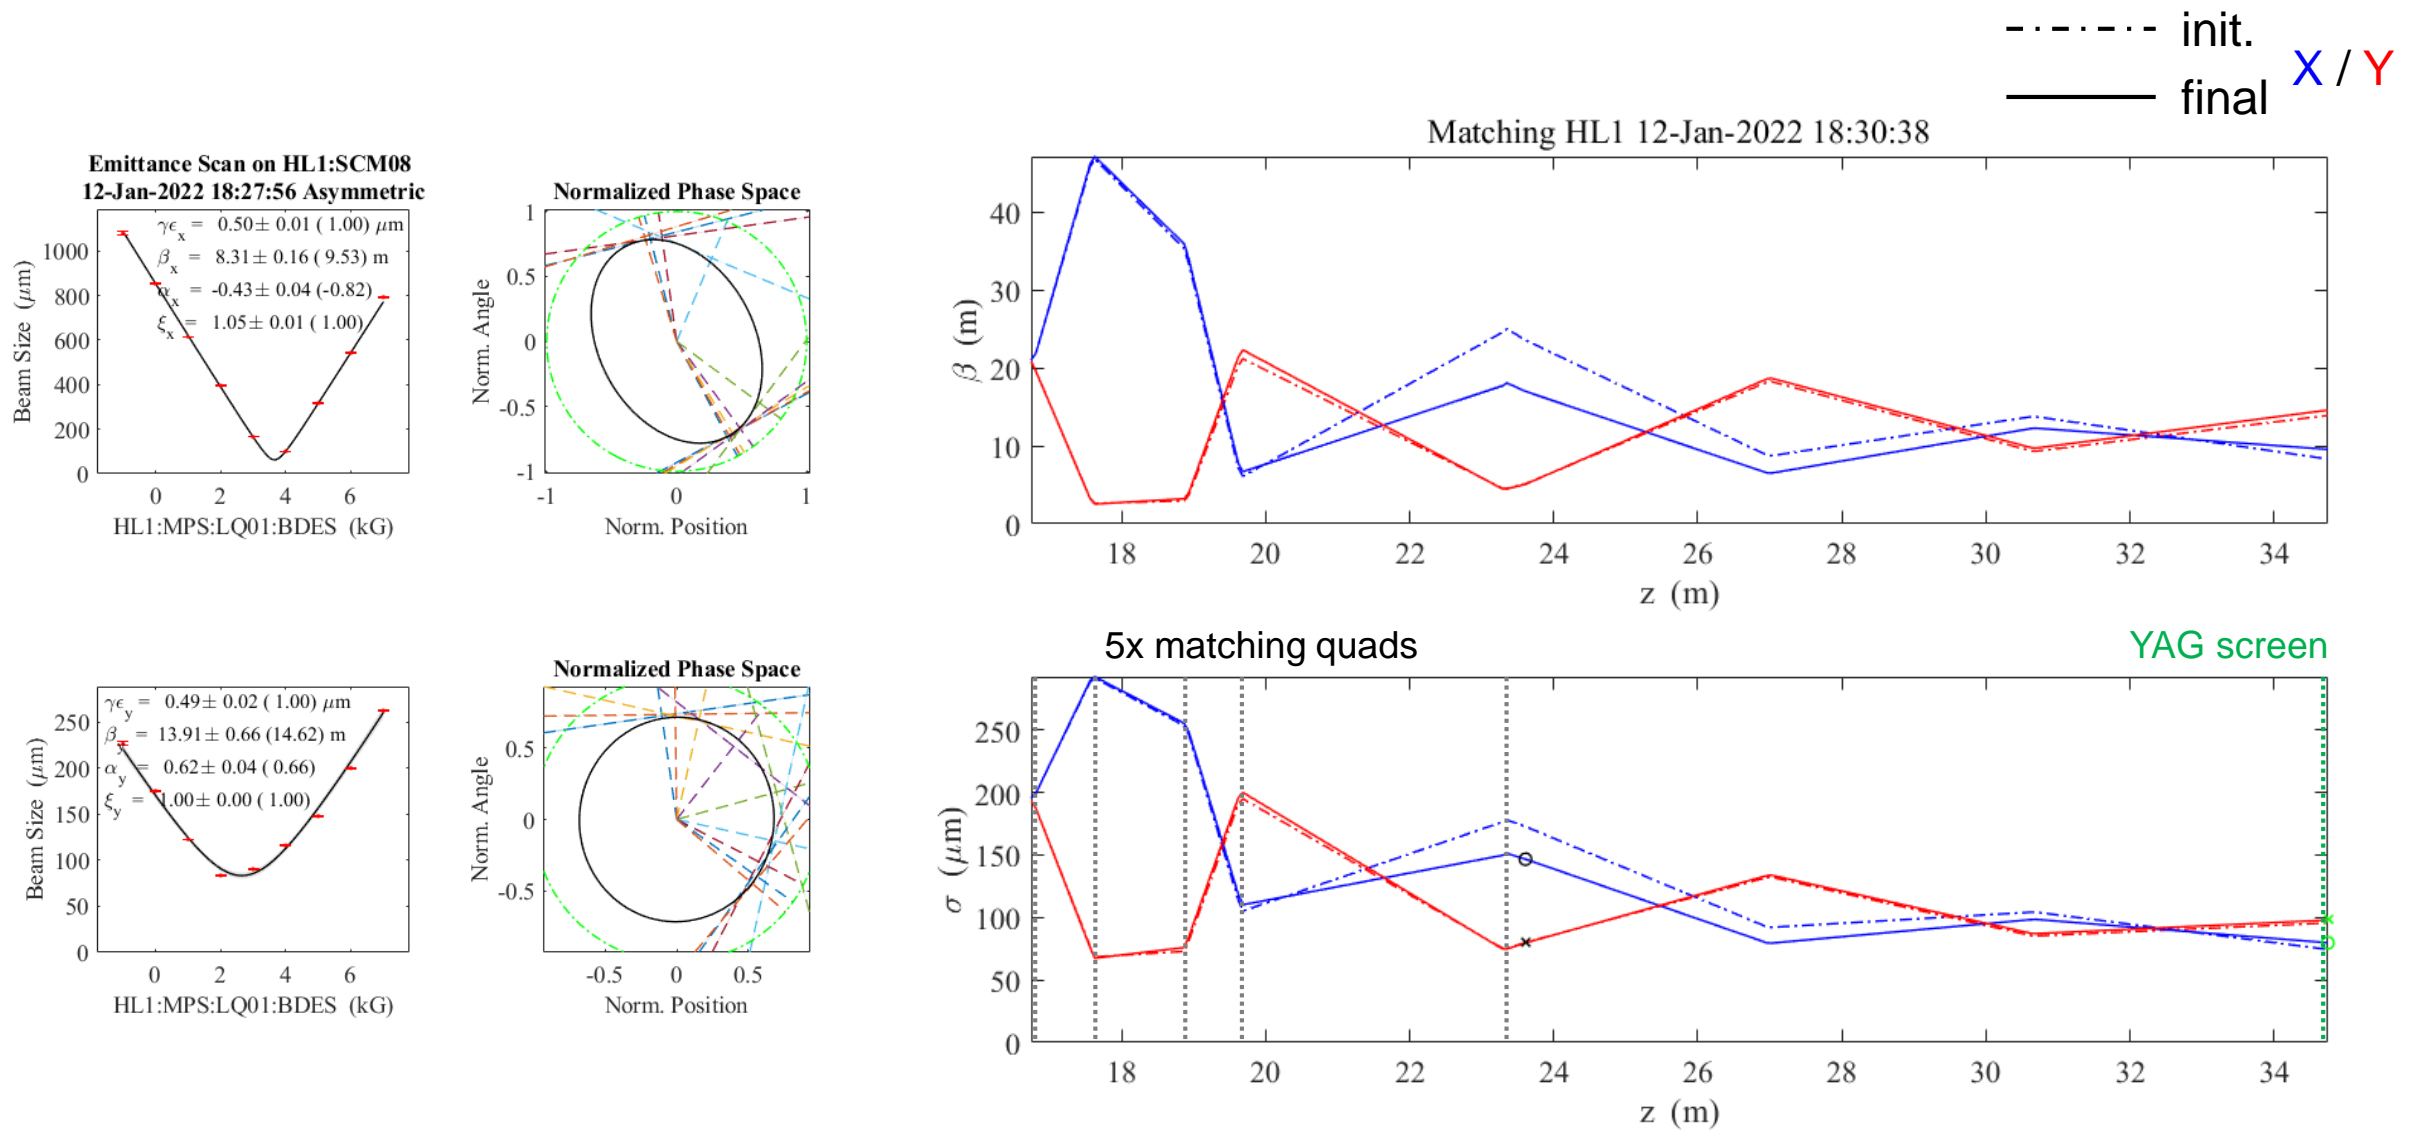 init.
final
X / Y
Emittance Scan on HL1:SCM08
12-Jan-2022 18:27:56 Asymmetric
γϵx = 0.50± 0.01 ( 1.00) μm
βx = 8.31± 0.16 ( 9.53) m
αx = -0.43± 0.04 (-0.82)
ξx = 1.05± 0.01 ( 1.00)
Beam Size (μm)
1000
800
600
400
200
0
0 2 4 6
HL1:MPS:LQ01:BDES (kG)
Normalized Phase Space
Norm. Angle
1
0.5
0
-0.5
-1
-1 0 1
Norm. Position
Matching HL1 12-Jan-2022 18:30:38
β (m)
40
30
20
10
0
18 20 22 24 26 28 30 32 34
z (m)
γϵy = 0.49± 0.02 ( 1.00) μm
βy = 13.91± 0.66 (14.62) m
αy = 0.62± 0.04 ( 0.66)
ξy = 1.00± 0.00 ( 1.00)
Beam Size (μm)
250
200
150
100
50
0
0 2 4 6
HL1:MPS:LQ01:BDES (kG)
Normalized Phase Space
Norm. Angle
0.5
0
-0.5
-0.5 0 0.5
Norm. Position
5x matching quads
YAG screen
σ (μm)
250
200
150
100
50
0
18 20 22 24 26 28 30 32 34
z (m)